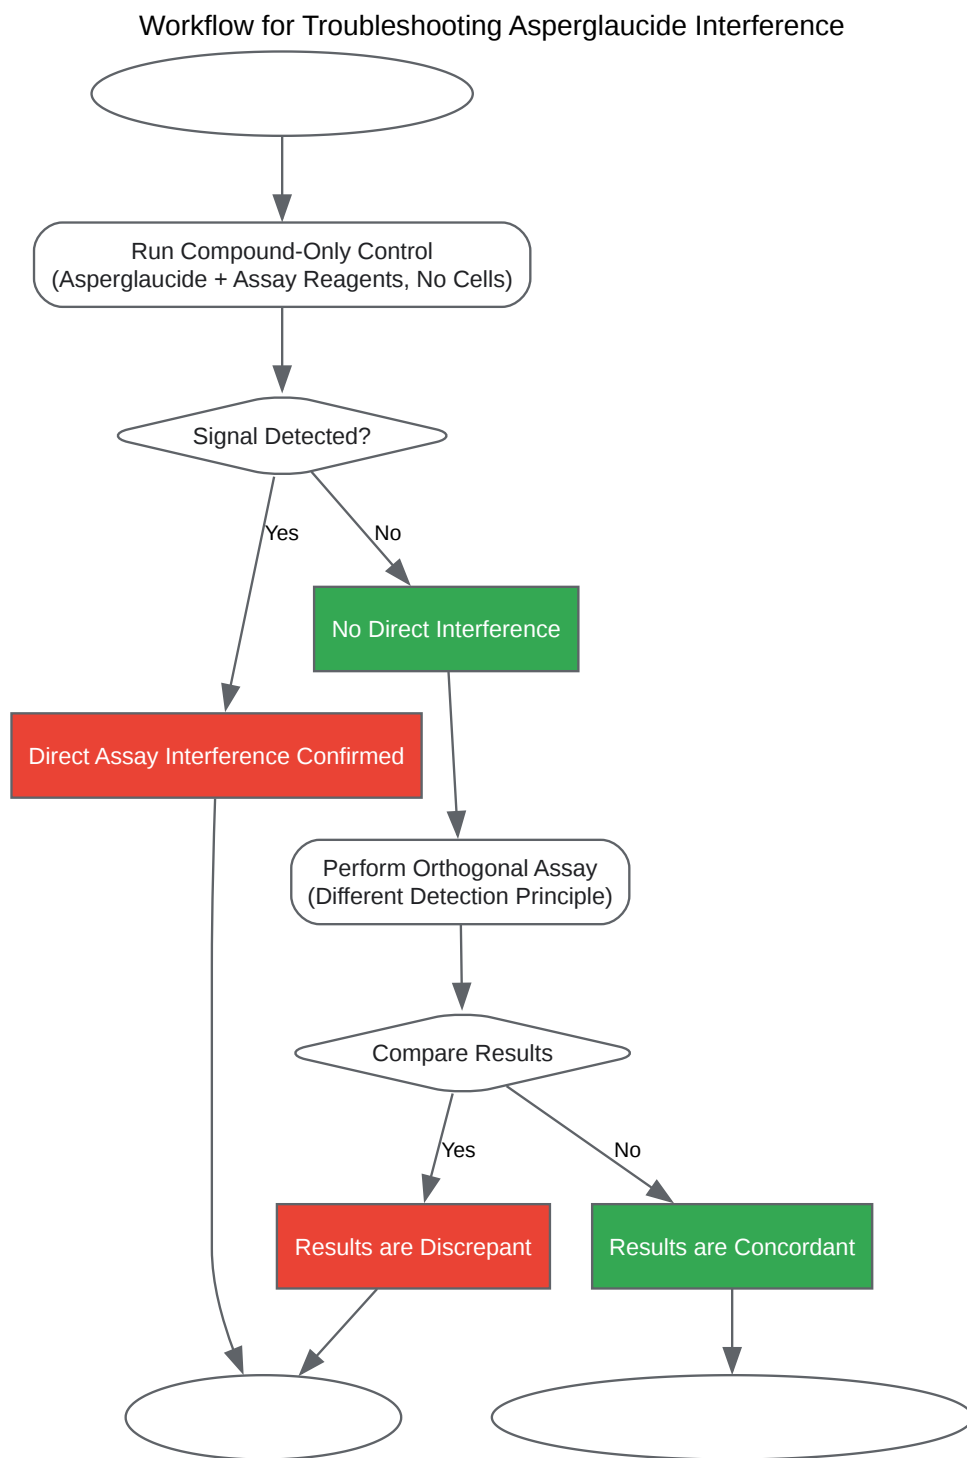 Workflow for Troubleshooting Asperglaucide Interference
Run Compound-Only Control
(Asperglaucide + Assay Reagents, No Cells)
Signal Detected?
Yes
No
No Direct Interference
Direct Assay Interference Confirmed
Perform Orthogonal Assay
(Different Detection Principle)
Compare Results
Yes
No
Results are Discrepant
Results are Concordant